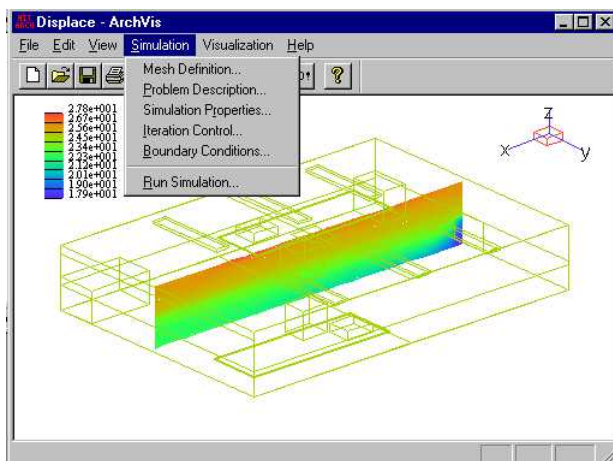 MIT ARCH Displace - ArchVis
File Edit View Simulation Visualization Help
Mesh Definition...
Problem Description...
Simulation Properties...
Iteration Control...
Boundary Conditions...
Run Simulation...
2.78e+001
2.67e+001
2.56e+001
2.45e+001
2.34e+001
2.23e+001
2.12e+001
2.01e+001
1.90e+001
1.79e+001
z
x
y